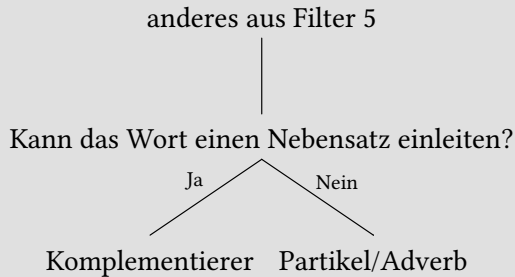 anderes aus Filter 5
Kann das Wort einen Nebensatz einleiten?
Ja Nein
Komplementierer Partikel/Adverb